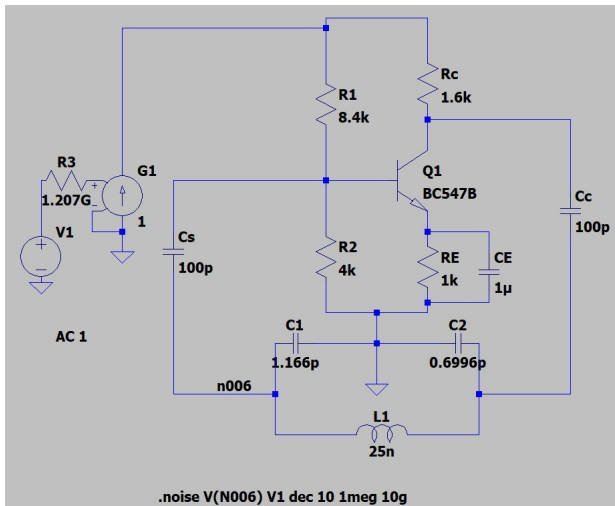 R1
8.4k
Rc
1.6k
R3
1.207G
G1
1
V1
Q1
BC547B
Cs
100p
Cc
100p
R2
4k
RE
1k
CE
1µ
AC 1
C1
1.166p
C2
0.6996p
n006
L1
25n
.noise V(N006) V1 dec 10 1meg 10g